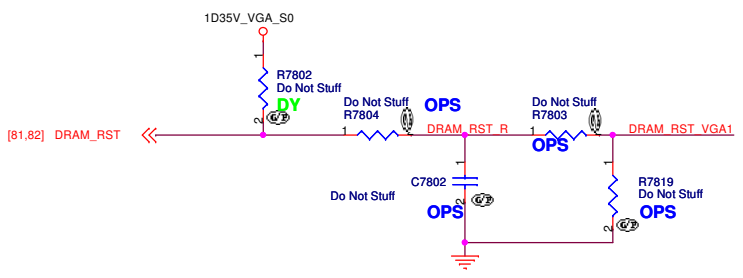 1D35V_VGA_S0
1
R7802
Do Not Stuff
DY
2
G/P
[81,82] DRAM_RST
Do Not Stuff
R7804
1
OPS
DRAM_RST_R
Do Not Stuff
R7803
1
OPS
DRAM_RST_VGA1
1
C7802
Do Not Stuff
OPS
2
G/P
1
R7819
Do Not Stuff
OPS
2
G/P